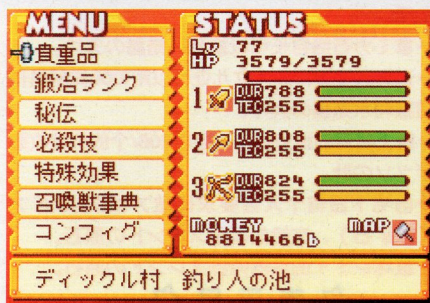 MENU
貴重品
鍛冶ランク
秘伝
必殺技
特殊効果
召喚獣事典
コンフィグ
STATUS
Lv 77
HP 3579/3579
1 DUR 788
TEC 255
2 DUR 808
TEC 255
3 DUR 824
TEC 255
MONEY MAP
8814466b
ディックル村 釣り人の池